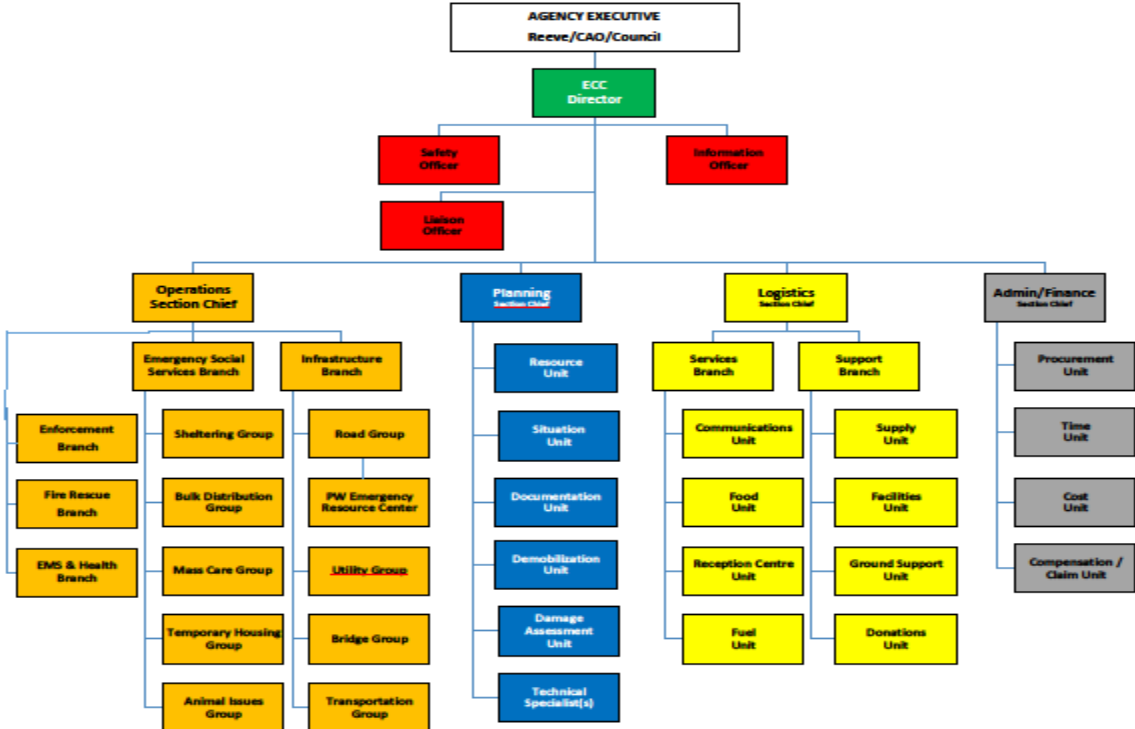 AGENCY EXECUTIVE
Reeve/CAO/Council
ECC
Director
Safety
Officer
Information
Officer
Liaison
Officer
Operations
Section Chief
Planning
Section Chief
Logistics
Section Chief
Admin/Finance
Section Chief
Emergency Social
Services Branch
Infrastructure
Branch
Enforcement
Branch
Fire Rescue
Branch
EMS & Health
Branch
Sheltering Group
Bulk Distribution
Group
Mass Care Group
Temporary Housing
Group
Animal Issues
Group
Road Group
PW Emergency
Resource Center
Utility Group
Bridge Group
Transportation
Group
Resource
Unit
Situation
Unit
Documentation
Unit
Demobilization
Unit
Damage
Assessment
Unit
Technical
Specialist(s)
Services
Branch
Support
Branch
Communications
Unit
Food
Unit
Reception Centre
Unit
Fuel
Unit
Supply
Unit
Facilities
Unit
Ground Support
Unit
Donations
Unit
Procurement
Unit
Time
Unit
Cost
Unit
Compensation /
Claim Unit